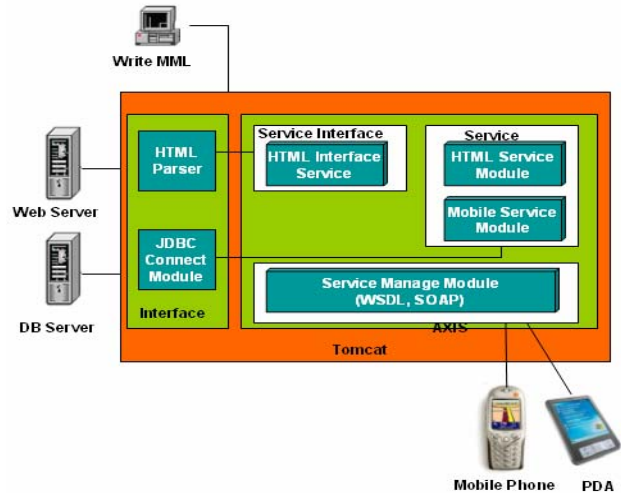 Write MML
Web Server
DB Server
HTML
Parser
JDBC
Connect
Module
Interface
Service Interface
HTML Interface
Service
Service
HTML Service
Module
Mobile Service
Module
Service Manage Module
(WSDL, SOAP)
AXIS
Tomcat
Mobile Phone
PDA